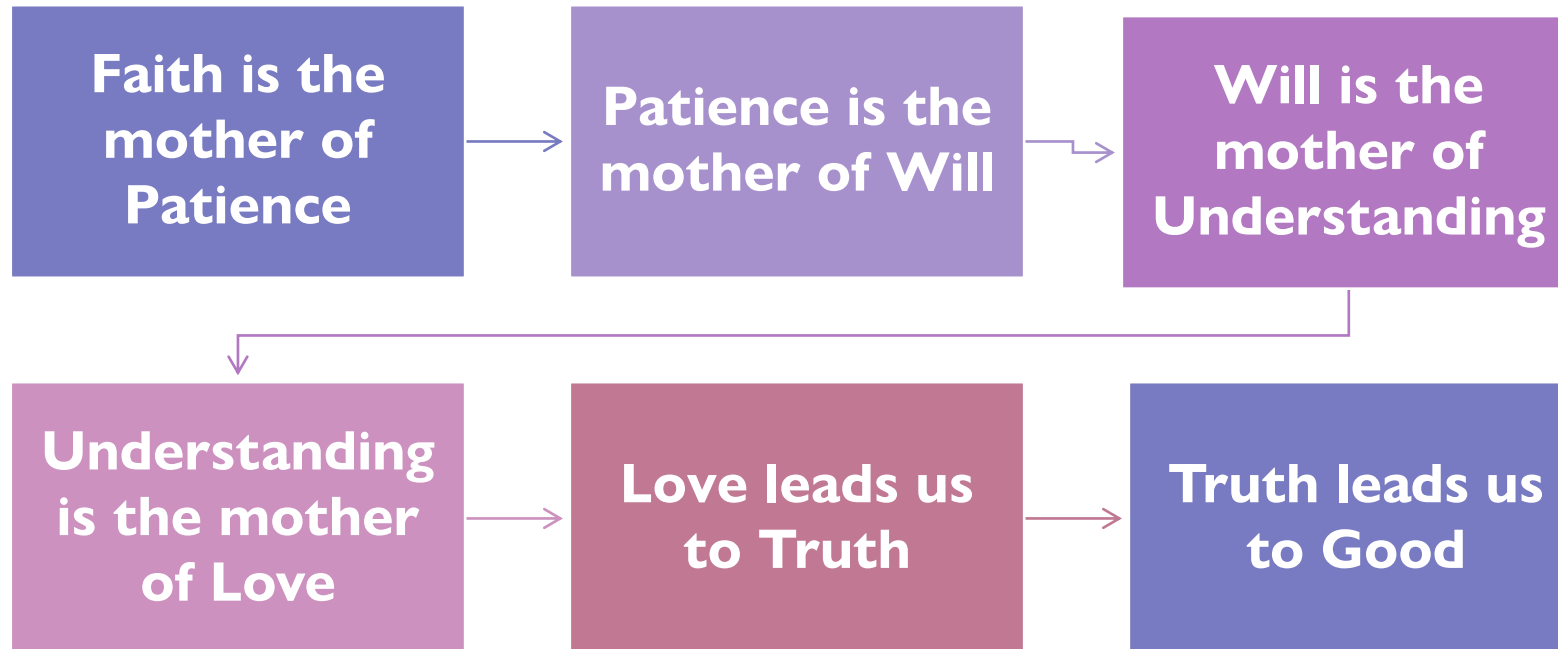 Faith is the
mother of
Patience
Patience is the
mother of Will
Will is the
mother of
Understanding
Understanding
is the mother
of Love
Love leads us
to Truth
Truth leads us
to Good